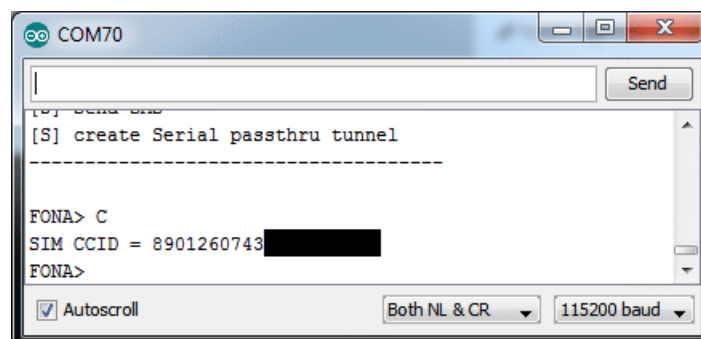 COM70
Send
[S] create Serial passthru tunnel
-------------------------------------
FONA> C
SIM CCID = 8901260743
FONA>
Autoscroll
Both NL & CR
115200 baud